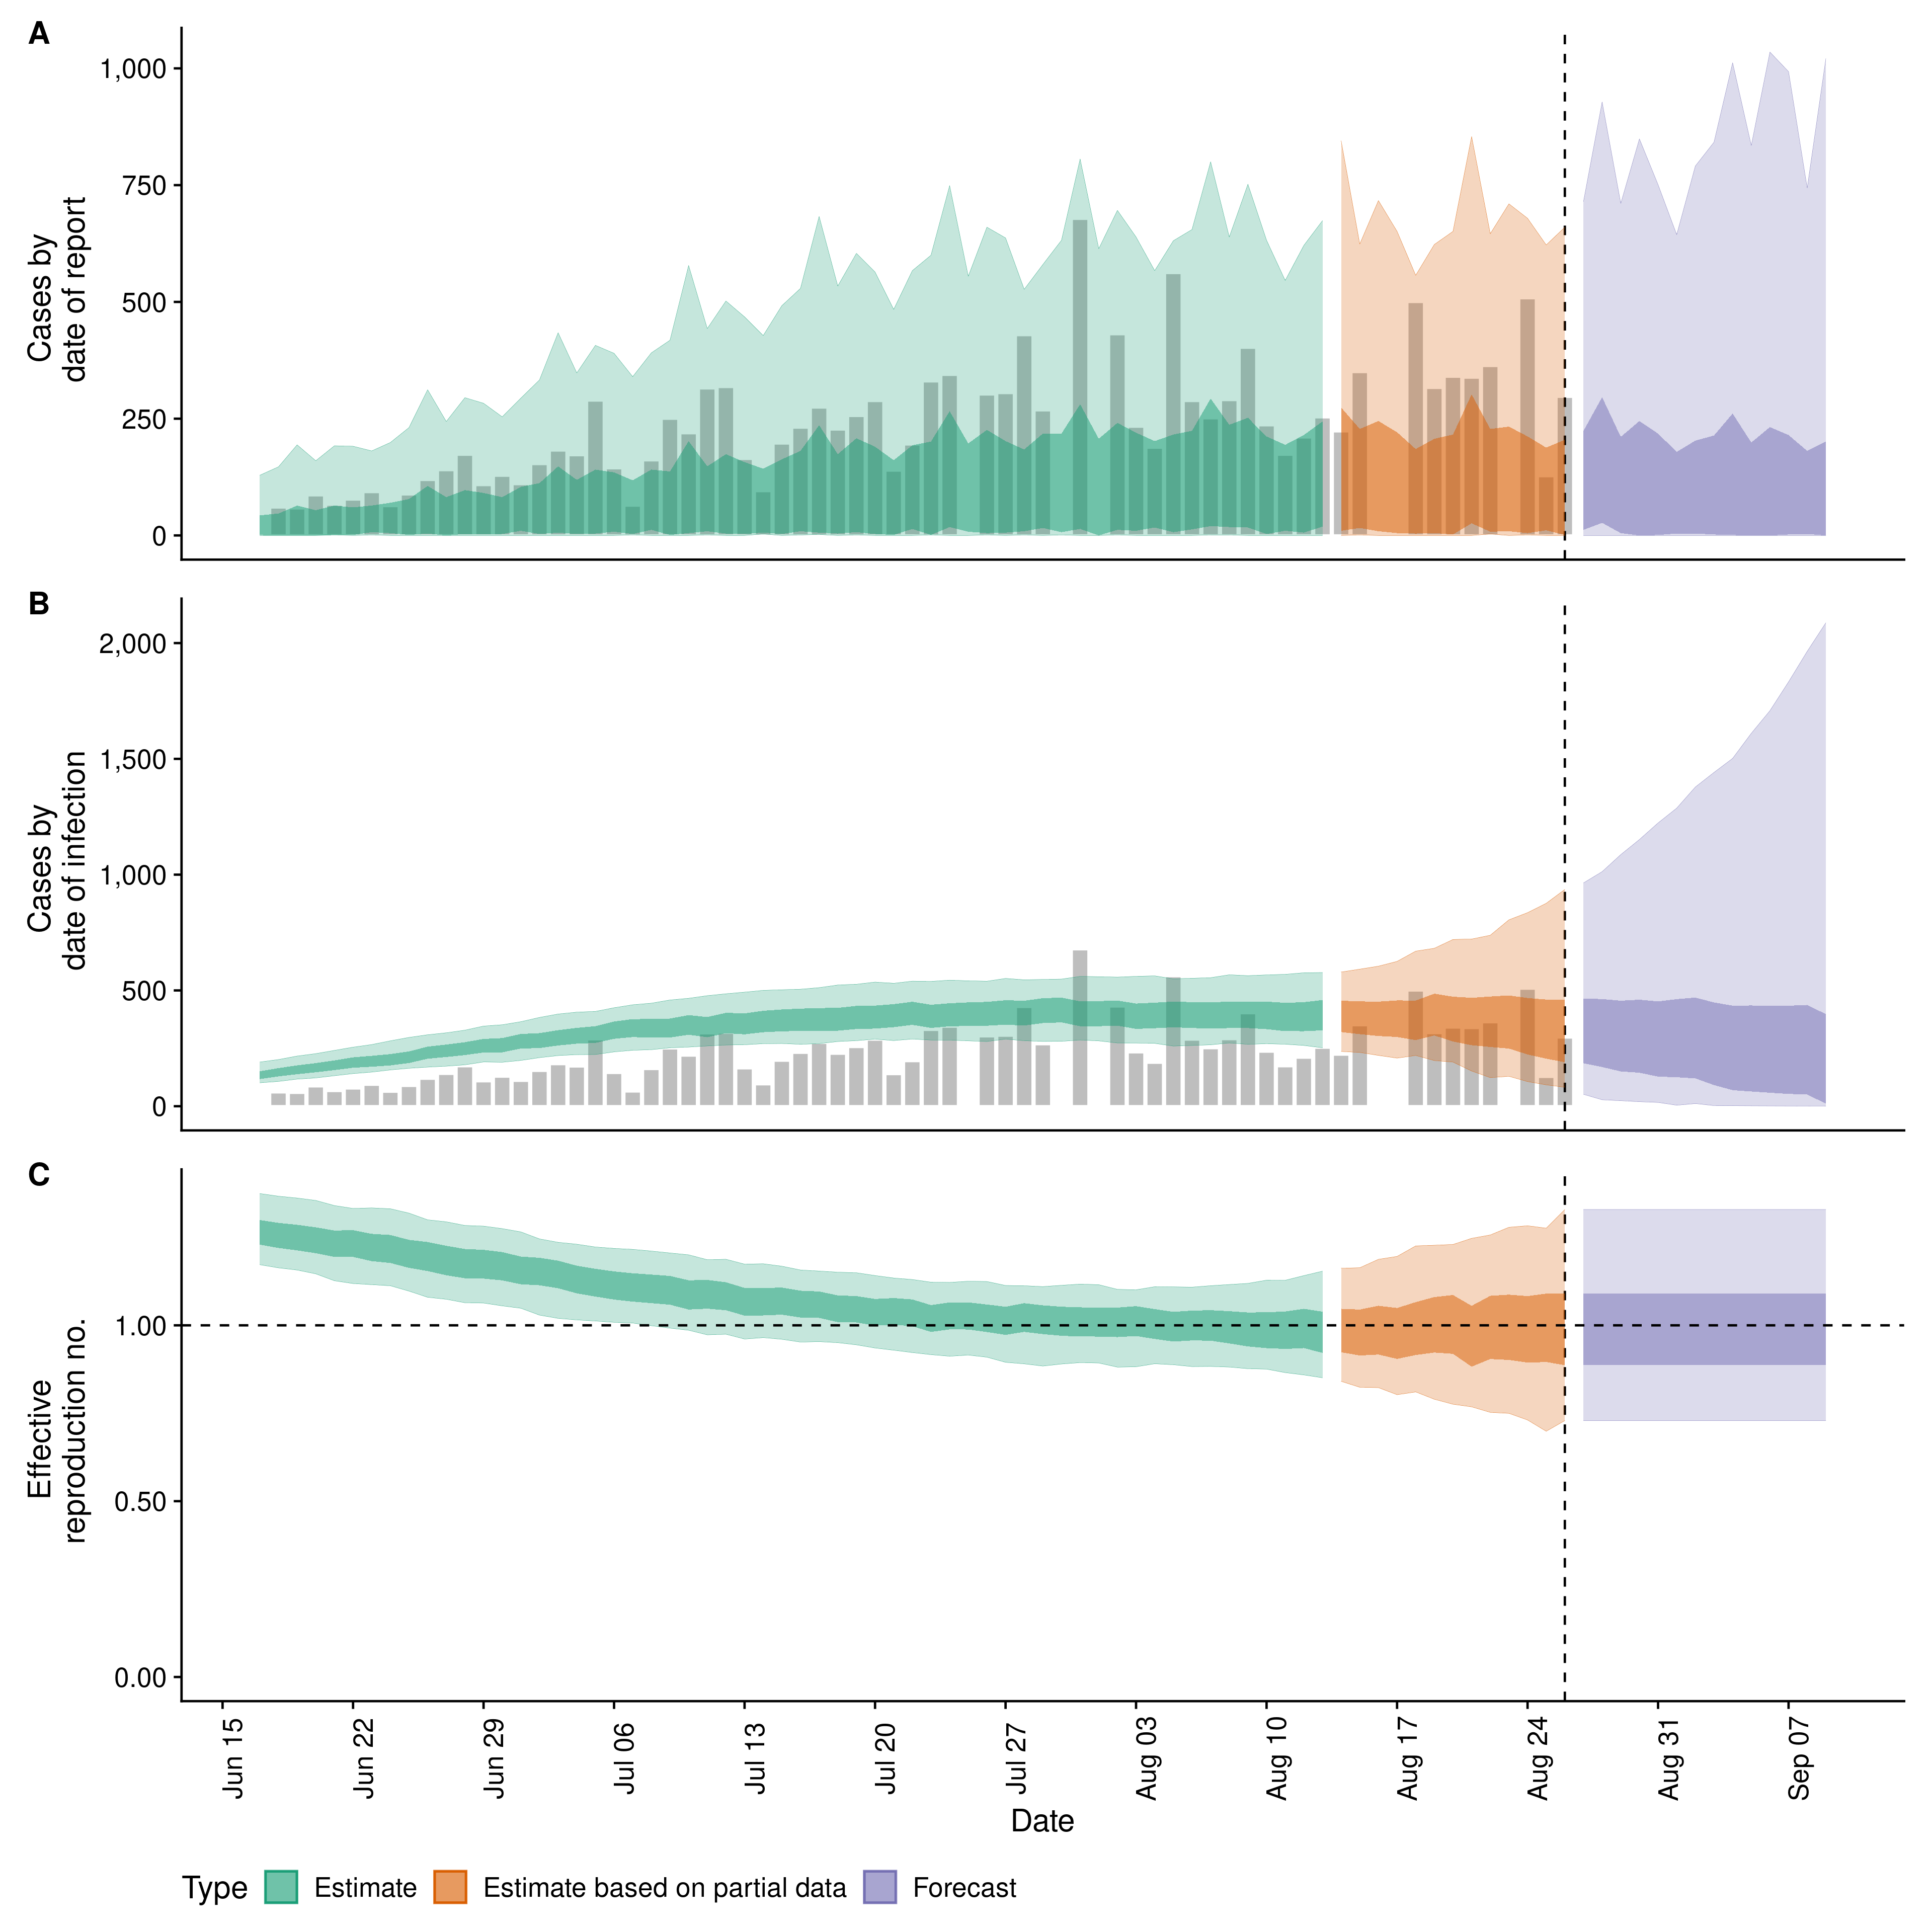 A
Cases by
date of report
1,000
750
500
250
0
B
Cases by
date of infection
2,000
1,500
1,000
500
0
C
Effective
reproduction no.
1.00
0.50
0.00
Jun 15
Jun 22
Jun 29
Jul 06
Jul 13
Jul 20
Jul 27
Aug 03
Aug 10
Aug 17
Aug 24
Aug 31
Sep 07
Date
Type Estimate Estimate based on partial data Forecast